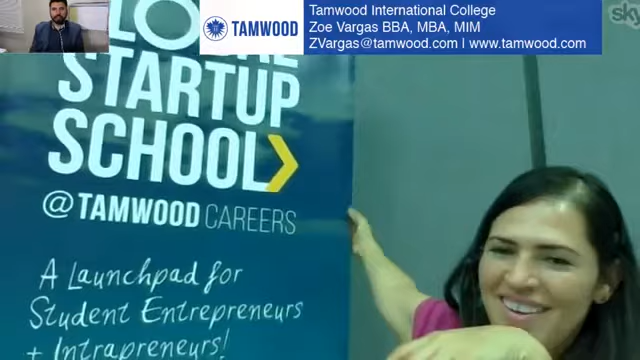 TAMWOOD
Tamwood International College
Zoe Vargas BBA, MBA, MIM
ZVargas@tamwood.com | www.tamwood.com
sky
STARTUP
SCHOOL
@TAMWOOD CAREERS
A Launchpad for
Student Entrepreneurs
+ Intrapreneurs!